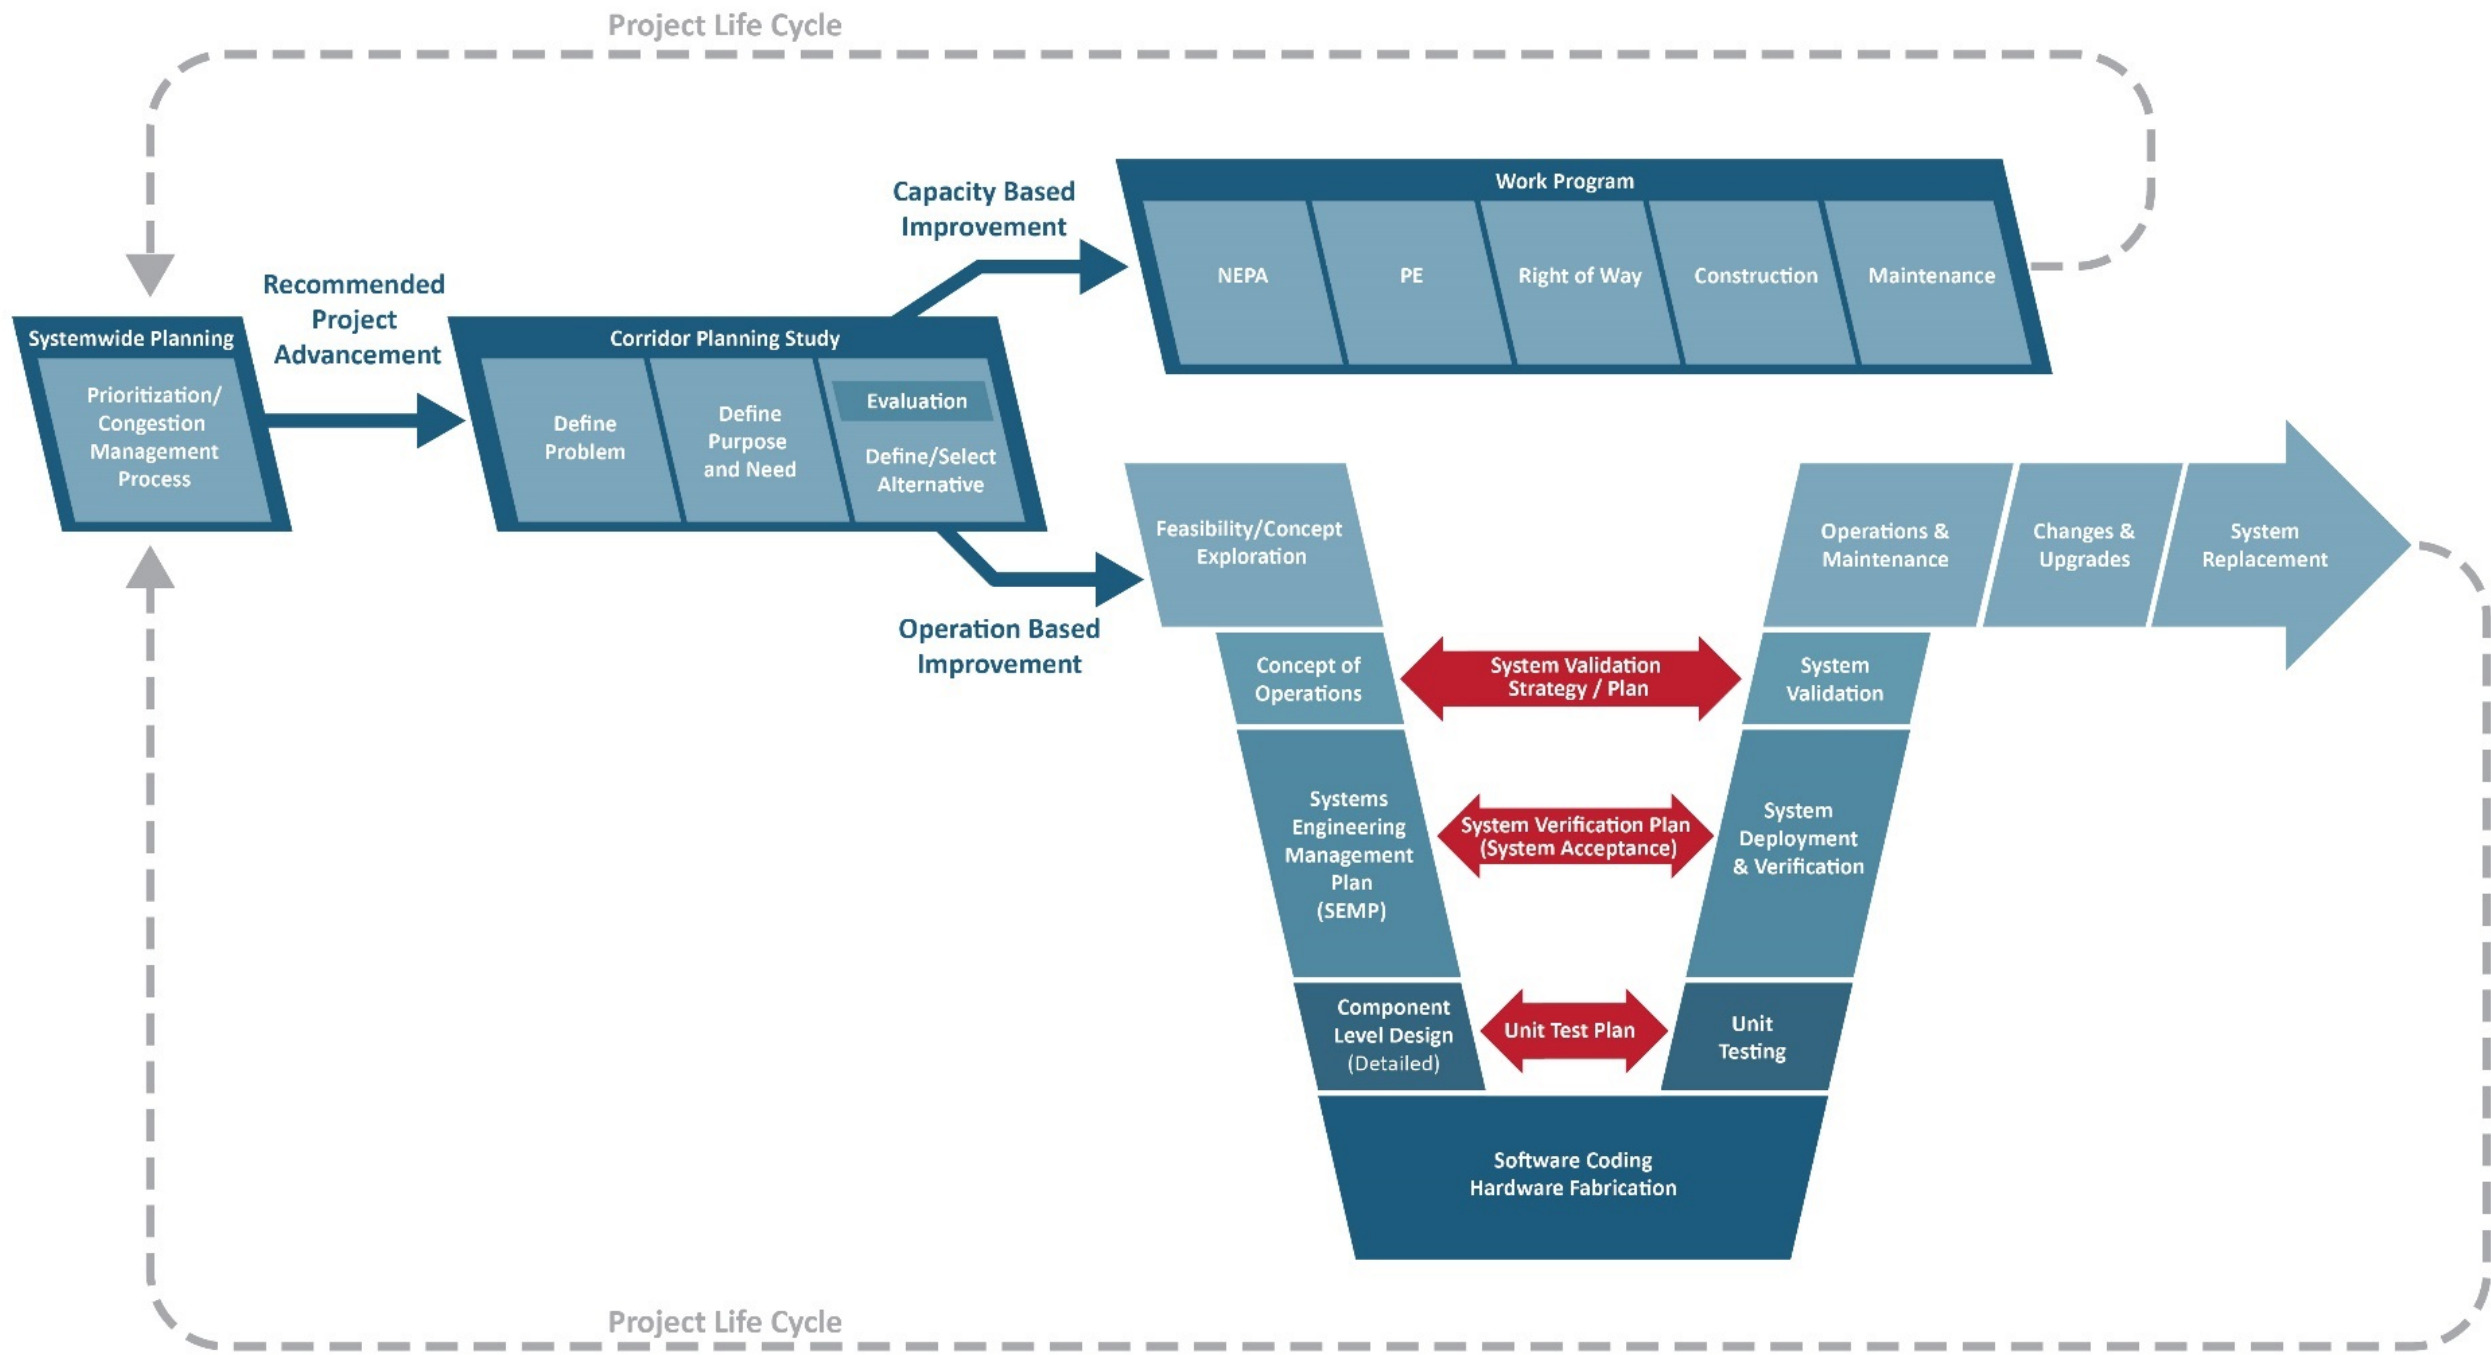 Project Life Cycle
Capacity Based
Improvement
Work Program
NEPA
PE
Right of Way
Construction
Maintenance
Recommended
Project
Advancement
Systemwide Planning
Prioritization/
Congestion
Management
Process
Corridor Planning Study
Define
Problem
Define
Purpose
and Need
Evaluation
Define/Select
Alternative
Operation Based
Improvement
Feasibility/Concept
Exploration
Operations &
Maintenance
Changes &
Upgrades
System
Replacement
Concept of
Operations
System Validation
Strategy / Plan
System
Validation
Systems
Engineering
Management
Plan
(SEMP)
System Verification Plan
(System Acceptance)
System
Deployment
& Verification
Component
Level Design
(Detailed)
Unit Test Plan
Unit
Testing
Software Coding
Hardware Fabrication
Project Life Cycle